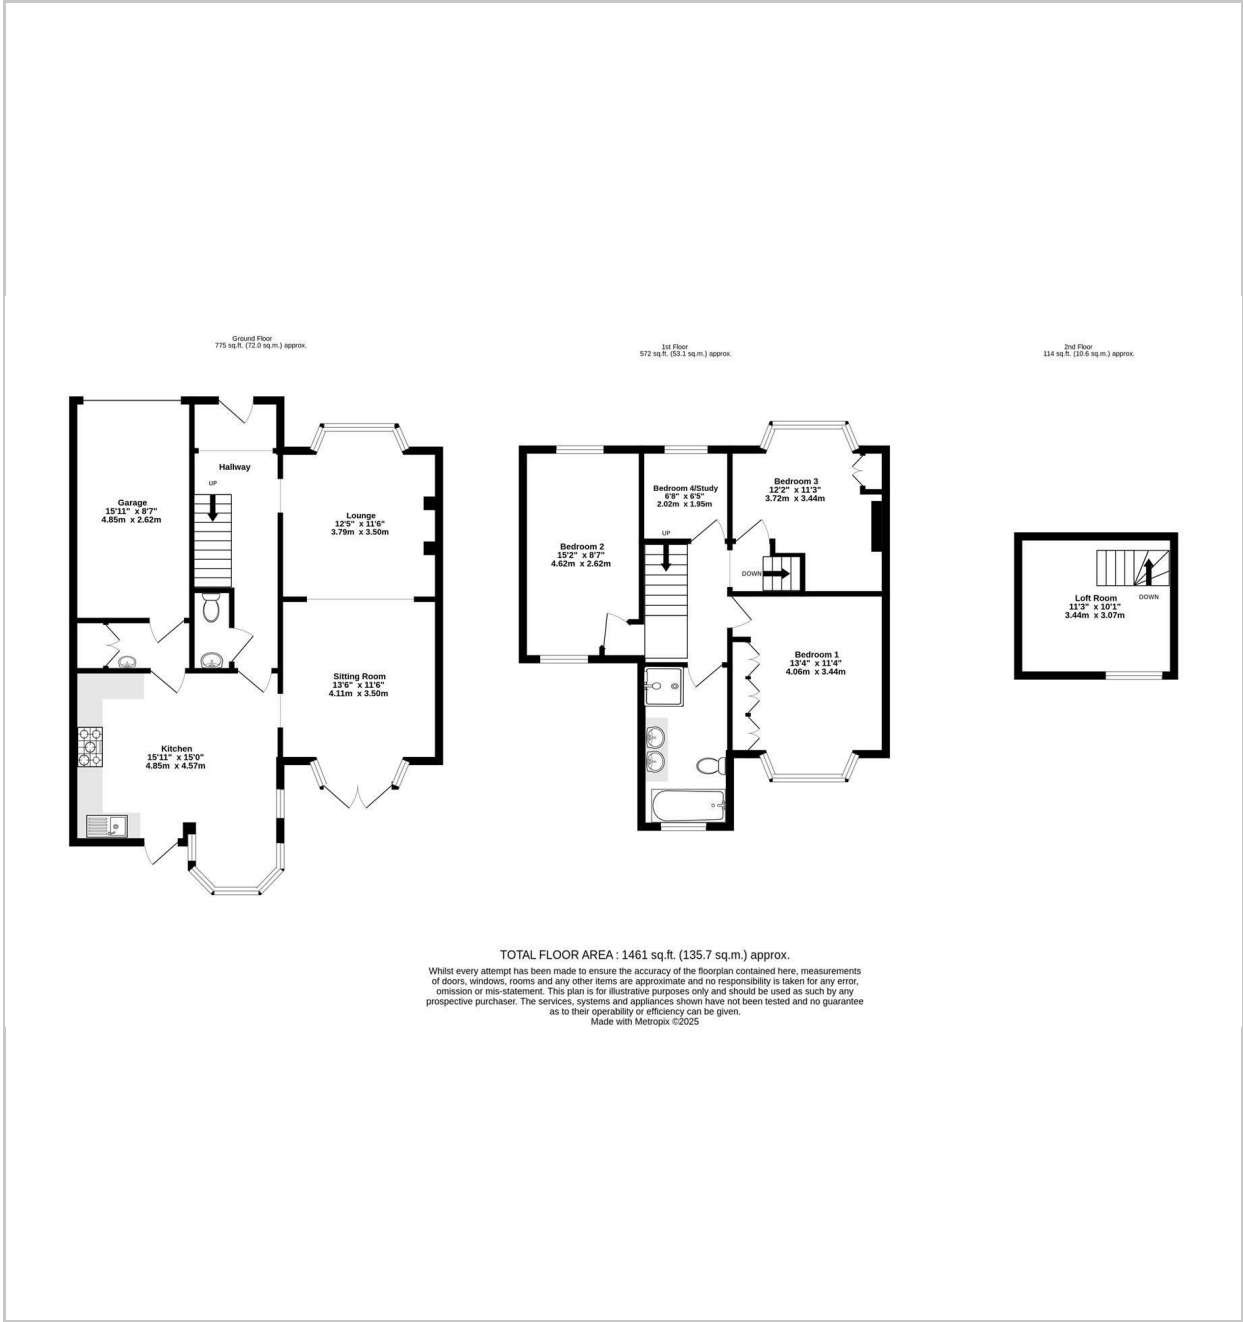 Ground Floor
775 sq.ft. (72.0 sq.m.) approx.
Hallway
UP
Garage
15'11" x 8'7"
4.85m x 2.62m
Lounge
12'5" x 11'6"
3.79m x 3.50m
Sitting Room
13'6" x 11'6"
4.11m x 3.50m
Kitchen
15'11" x 15'0"
4.85m x 4.57m
1st Floor
572 sq.ft. (53.1 sq.m.) approx.
Bedroom 4/Study
6'8" x 6'5"
2.02m x 1.95m
UP
Bedroom 3
12'2" x 11'3"
3.72m x 3.44m
Bedroom 2
15'2" x 8'7"
4.62m x 2.62m
DOWN
Bedroom 1
13'4" x 11'4"
4.06m x 3.44m
2nd Floor
114 sq.ft. (10.6 sq.m.) approx.
Loft Room
11'3" x 10'1"
3.44m x 3.07m
DOWN
TOTAL FLOOR AREA : 1461 sq.ft. (135.7 sq.m.) approx.
Whilst every attempt has been made to ensure the accuracy of the floorplan contained here, measurements
of doors, windows, rooms and any other items are approximate and no responsibility is taken for any error,
omission or mis-statement. This plan is for illustrative purposes only and should be used as such by any
prospective purchaser. The services, systems and appliances shown have not been tested and no guarantee
as to their operability or efficiency can be given.
Made with Metropix ©2025